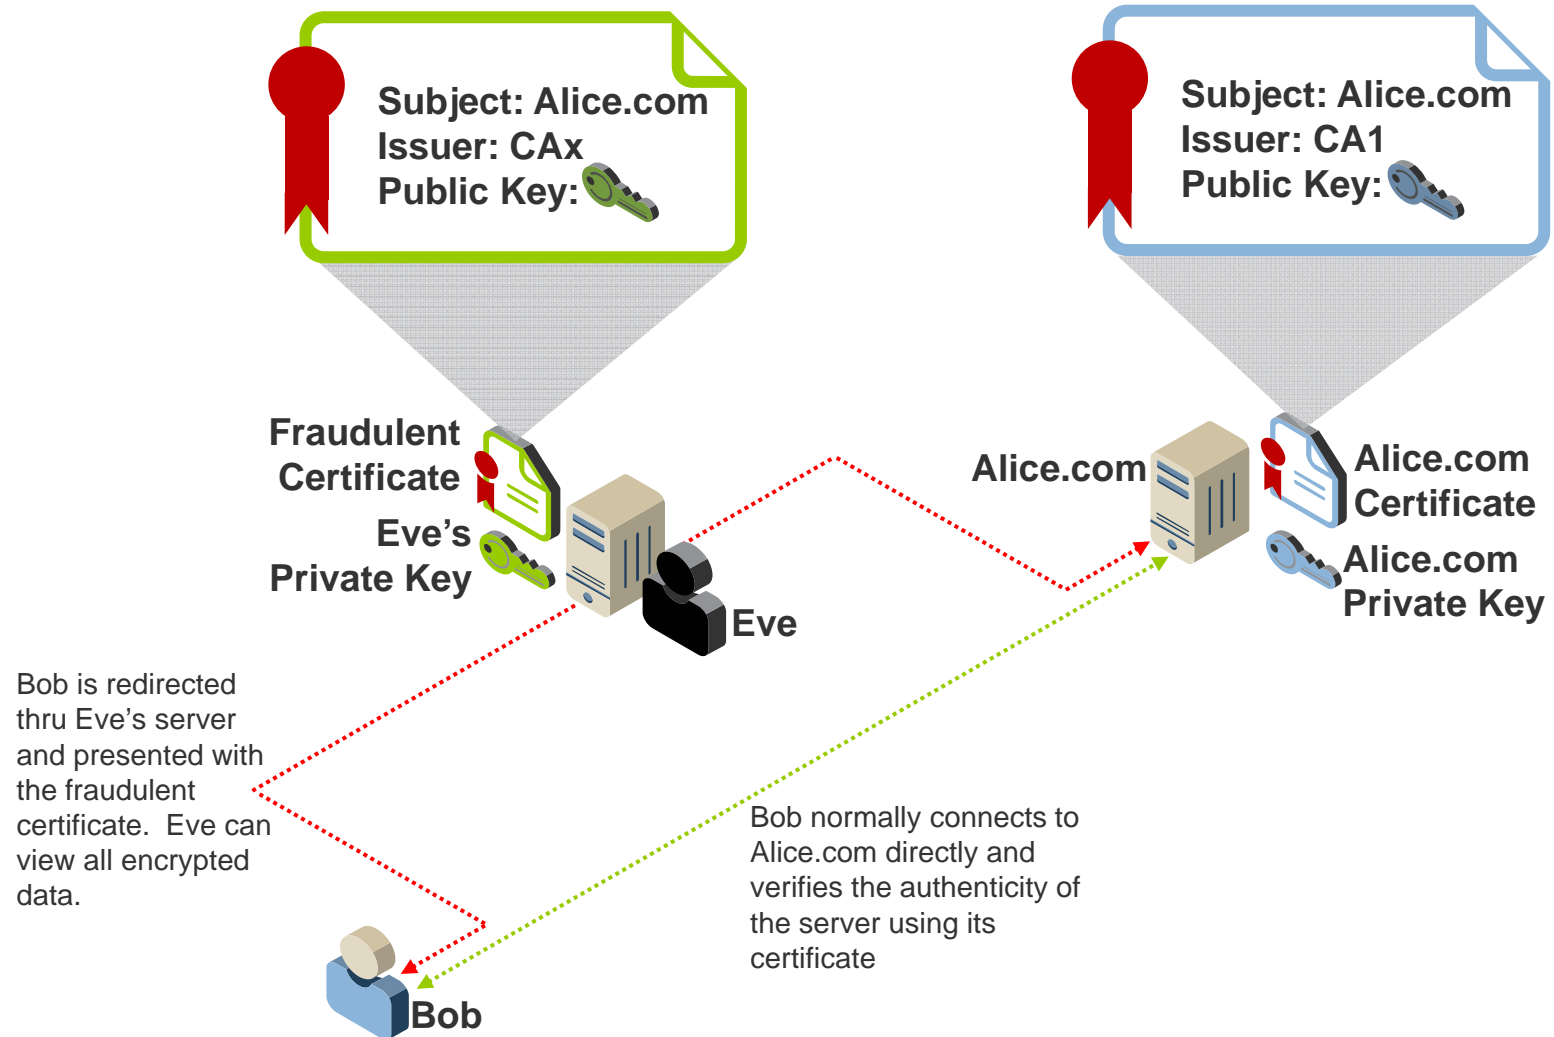 Subject: Alice.com
Issuer: CAx
Public Key:
Subject: Alice.com
Issuer: CA1
Public Key:
Fraudulent
Certificate
Eve’s
Private Key
Eve
Alice.com
Alice.com
Certificate
Alice.com
Private Key
Bob is redirected
thru Eve’s server
and presented with
the fraudulent
certificate.  Eve can
view all encrypted
data.
Bob normally connects to
Alice.com directly and
verifies the authenticity of
the server using its
certificate
Bob